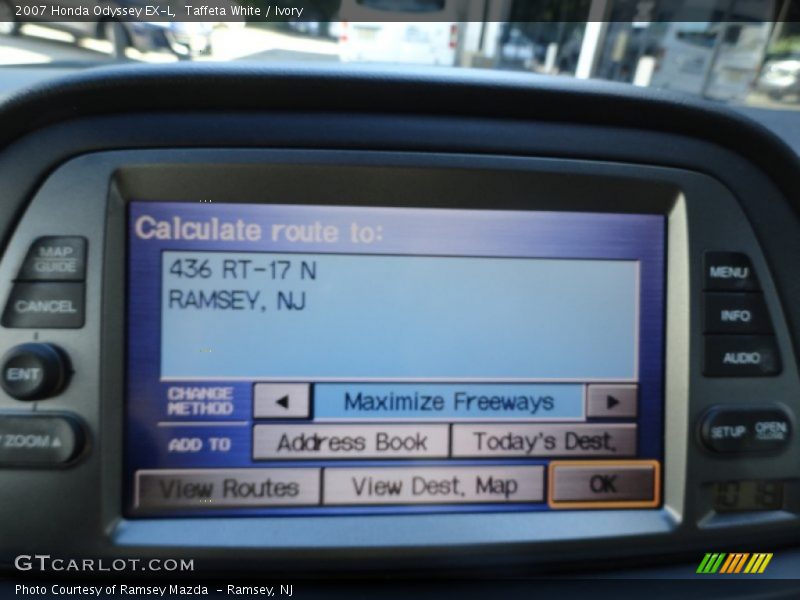 2007 Honda Odyssey EX-L, Taffeta White / Ivory
Calculate route to:
436 RT-17 N
RAMSEY, NJ
MAP
GUIDE
CANCEL
ENT
ZOOM
CHANGE
METHOD
Maximize Freeways
ADD TO
Address Book
Today's Dest.
View Routes
View Dest. Map
OK
MENU
INFO
AUDIO
SETUP
OPEN
CLOSE
GTCARLOT.COM
Photo Courtesy of Ramsey Mazda - Ramsey, NJ